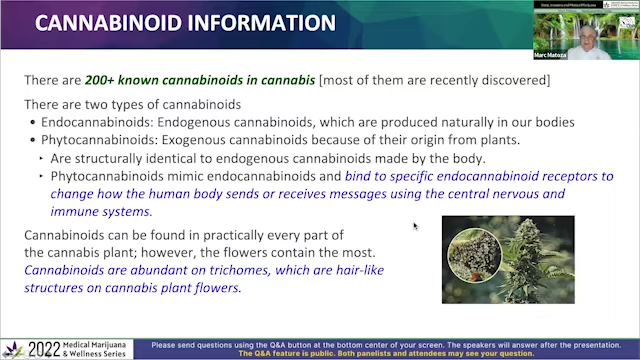 CANNABINOID INFORMATION
There are 200+ known cannabinoids in cannabis [most of them are recently discovered]
There are two types of cannabinoids
• Endocannabinoids: Endogenous cannabinoids, which are produced naturally in our bodies
• Phytocannabinoids: Exogenous cannabinoids because of their origin from plants.
‣ Are structurally identical to endogenous cannabinoids made by the body.
‣ Phytocannabinoids mimic endocannabinoids and bind to specific endocannabinoid receptors to
change how the human body sends or receives messages using the central nervous and
immune systems.
Cannabinoids can be found in practically every part of
the cannabis plant; however, the flowers contain the most.
Cannabinoids are abundant on trichomes, which are hair-like
structures on cannabis plant flowers.
Marc Matoza
2022 Medical Marijuana
& Wellness Series
Please send questions using the Q&A button at the bottom center of your screen. The speakers will answer after the presentation.
The Q&A feature is public. Both panelists and attendees may see your question.